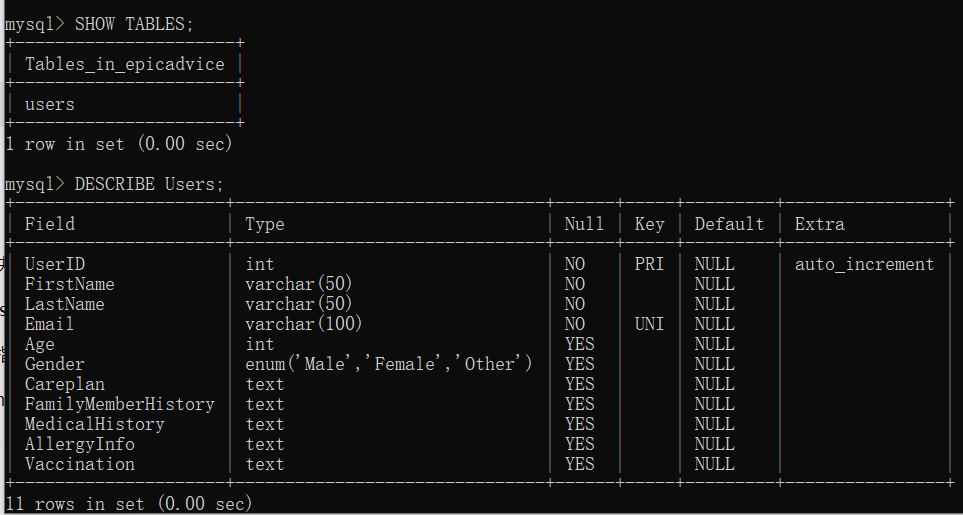 mysql> SHOW TABLES;
+----------------------+
| Tables_in_epicadvice |
+----------------------+
| users                |
+----------------------+
1 row in set (0.00 sec)
mysql> DESCRIBE Users;
+---------------------+-------------------------------+------+-----+---------+----------------+
| Field               | Type                          | Null | Key | Default | Extra          |
+---------------------+-------------------------------+------+-----+---------+----------------+
| UserID              | int                           | NO   | PRI | NULL    | auto_increment |
| FirstName           | varchar(50)                   | NO   |     | NULL    |                |
| LastName            | varchar(50)                   | NO   |     | NULL    |                |
| Email               | varchar(100)                  | NO   | UNI | NULL    |                |
| Age                 | int                           | YES  |     | NULL    |                |
| Gender              | enum('Male','Female','Other') | YES  |     | NULL    |                |
| Careplan            | text                          | YES  |     | NULL    |                |
| FamilyMemberHistory | text                          | YES  |     | NULL    |                |
| MedicalHistory      | text                          | YES  |     | NULL    |                |
| AllergyInfo         | text                          | YES  |     | NULL    |                |
| Vaccination         | text                          | YES  |     | NULL    |                |
+---------------------+-------------------------------+------+-----+---------+----------------+
11 rows in set (0.00 sec)